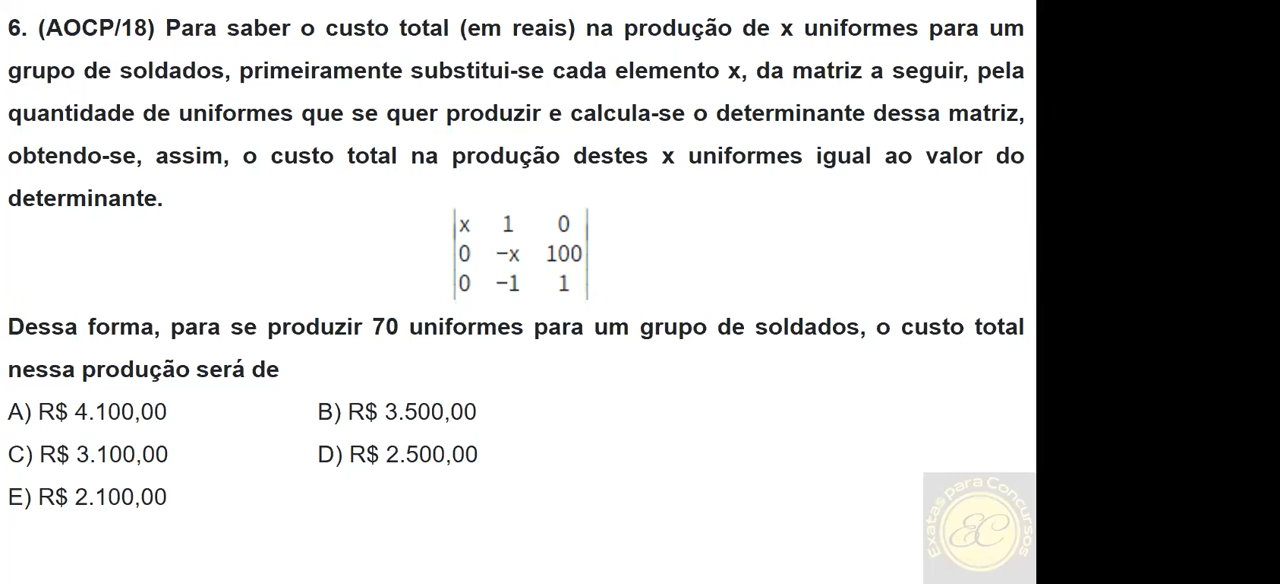 6. (AOCP/18) Para saber o custo total (em reais) na produção de x uniformes para um
grupo de soldados, primeiramente substitui-se cada elemento x, da matriz a seguir, pela
quantidade de uniformes que se quer produzir e calcula-se o determinante dessa matriz,
obtendo-se, assim, o custo total na produção destes x uniformes igual ao valor do
determinante.
x 1 0
0 -x 100
0 -1 1
Dessa forma, para se produzir 70 uniformes para um grupo de soldados, o custo total
nessa produção será de
A) R$ 4.100,00 B) R$ 3.500,00
C) R$ 3.100,00 D) R$ 2.500,00
E) R$ 2.100,00
Exatas para Concursos
EC